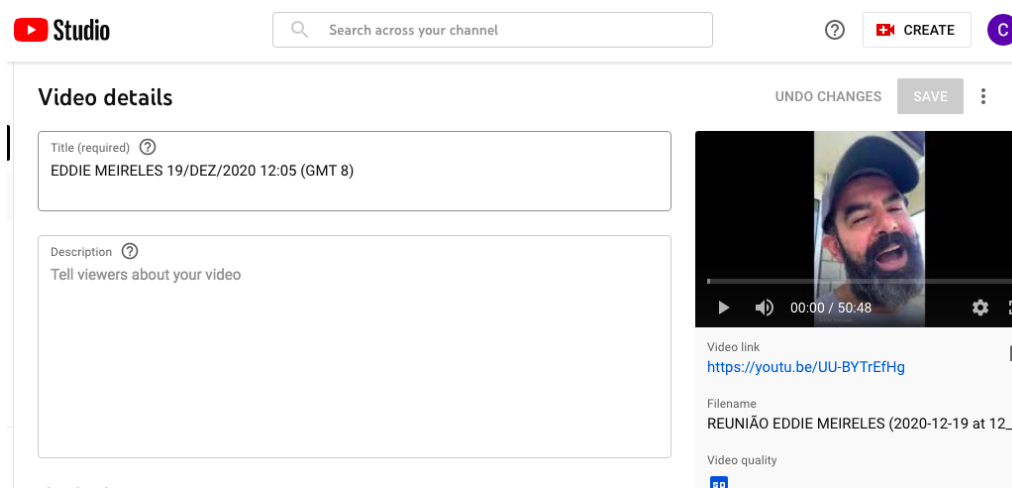 Studio
Search across your channel
CREATE
C
Video details
UNDO CHANGES
SAVE
Title (required)
EDDIE MEIRELES 19/DEZ/2020 12:05 (GMT 8)
Description
Tell viewers about your video
00:00 / 50:48
Video link
https://youtu.be/UU-BYTrEfHg
Filename
REUNIÃO EDDIE MEIRELES (2020-12-19 at 12_
Video quality
SD